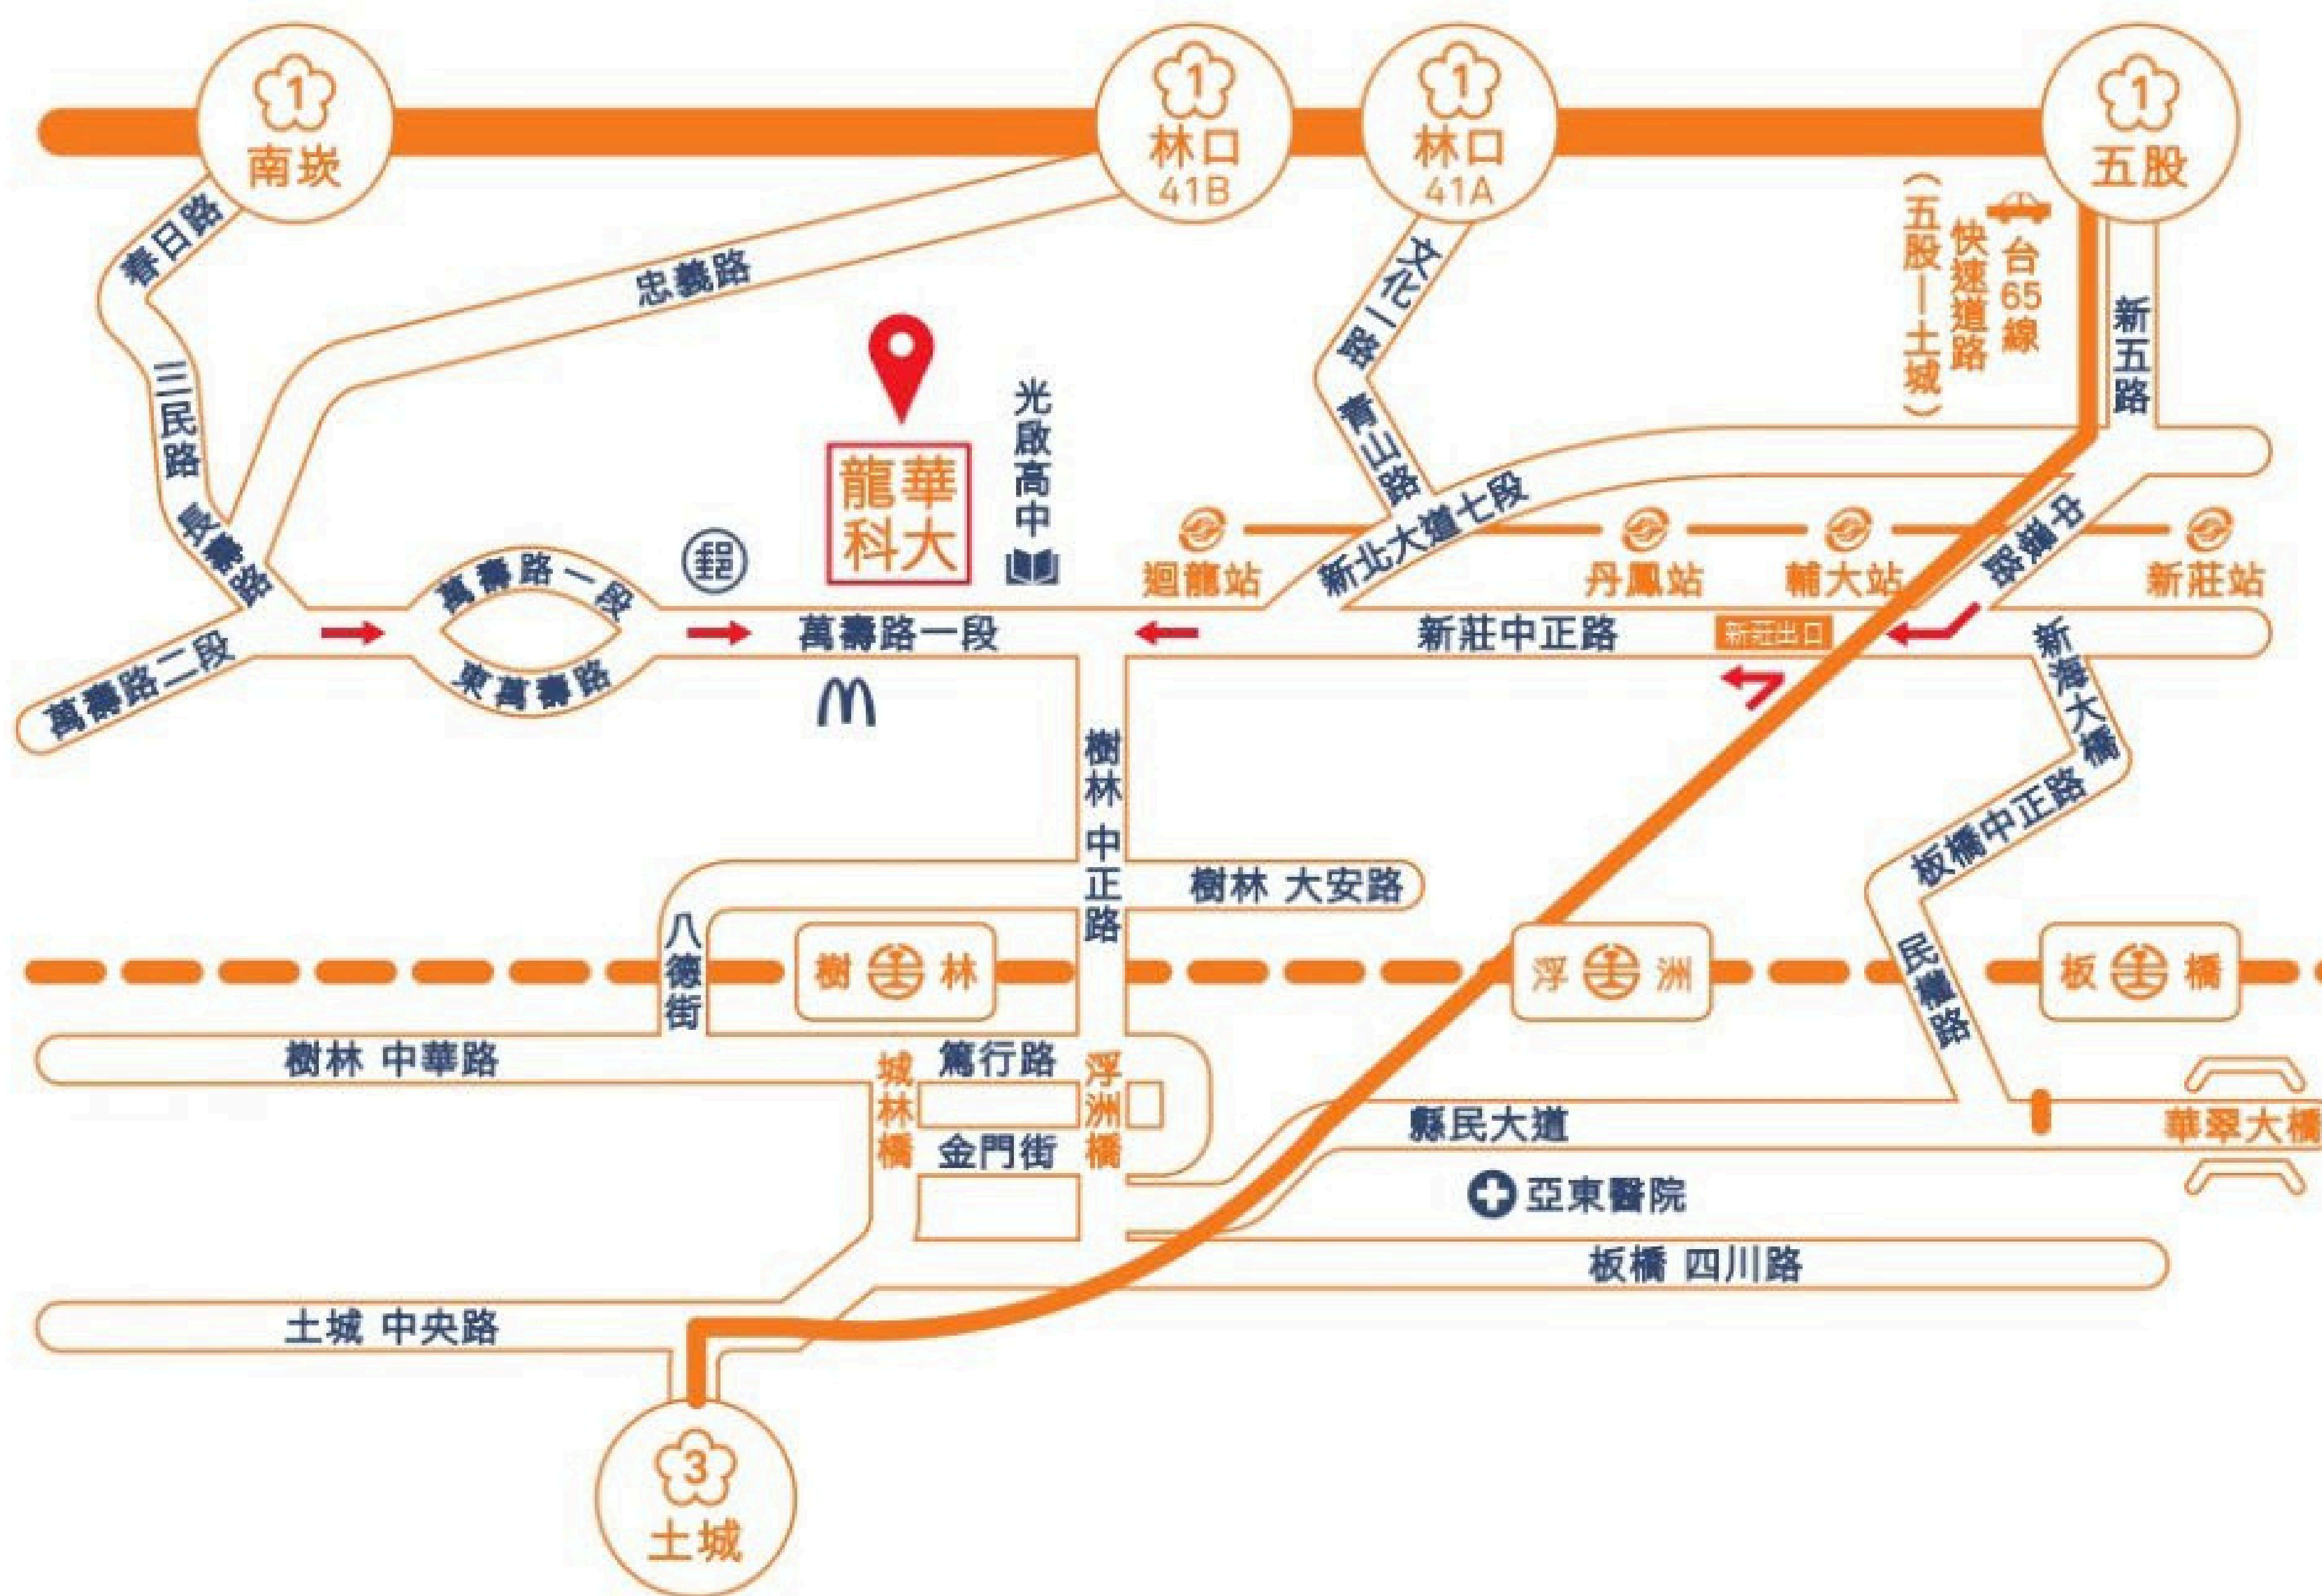 1
南崁
1
林口
41B
1
林口
41A
1
五股
春日路
忠義路
文化一路
台65線
快速道路
(五股—土城)
新五路
三民路
光啟高中
青山路
龍華
科大
長壽路
萬壽路一段
郵
迴龍站
新北大道七段
丹鳳站
輔大站
中華路
新莊站
萬壽路二段
東萬壽路
萬壽路一段
新莊中正路
新莊出口
新海大橋
樹林 中正路
板橋中正路
樹林 大安路
八德街
樹林
浮洲
民權路
板橋
樹林 中華路
城林橋
篤行路
浮洲橋
縣民大道
華翠大橋
金門街
亞東醫院
板橋 四川路
土城 中央路
3
土城